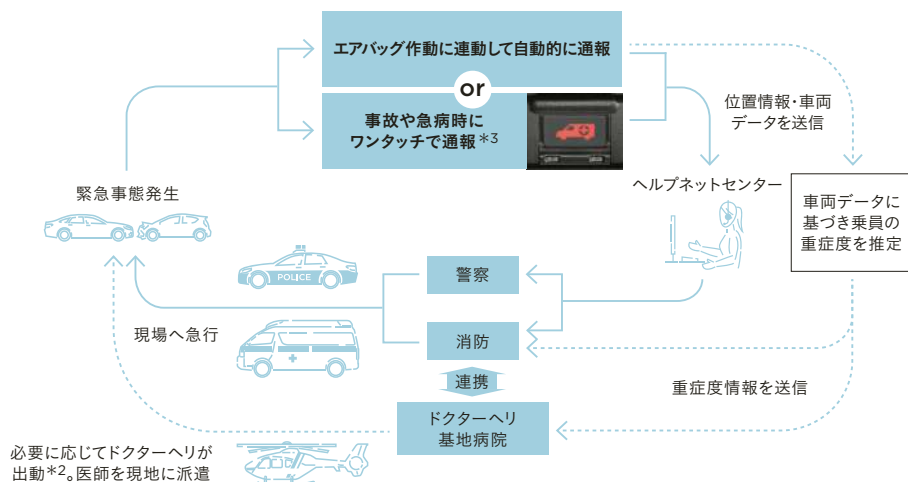 エアバッグ作動に連動して自動的に通報
or
事故や急病時に
ワンタッチで通報*3
位置情報・車両
データを送信
緊急事態発生
ヘルプネットセンター
車両データに
基づき乗員の
重症度を推定
POLICE
警察
現場へ急行
消防
連携
重症度情報を送信
ドクターヘリ
基地病院
必要に応じてドクターヘリが
出動*2。医師を現地に派遣